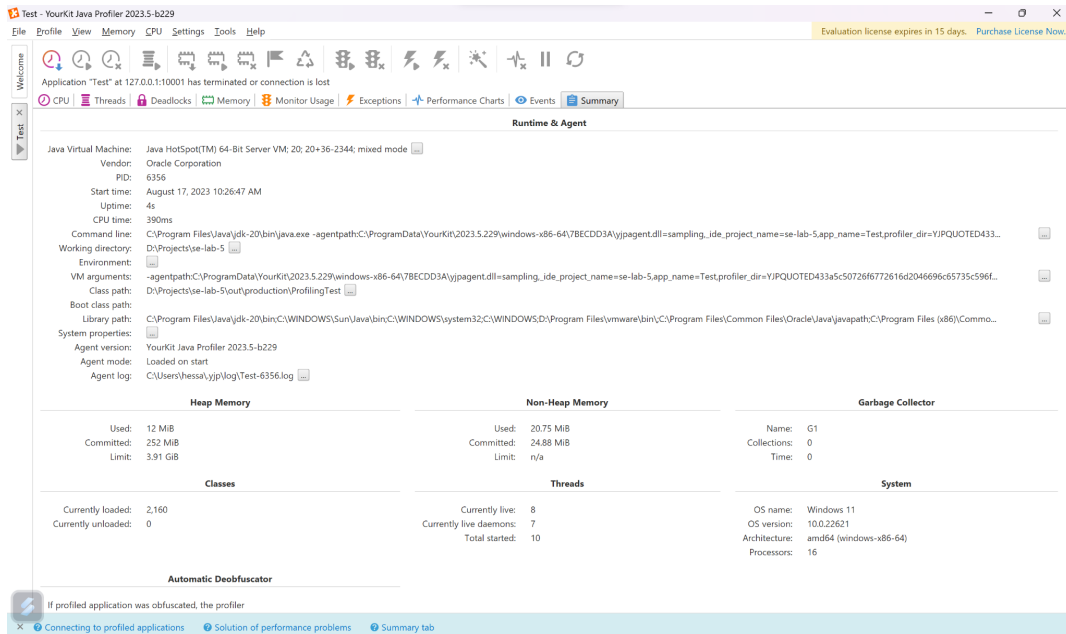 Test - YourKit Java Profiler 2023.5-b229
File Profile View Memory CPU Settings Tools Help
Evaluation license expires in 15 days. Purchase License Now.
Welcome
Test
Application "Test" at 127.0.0.1:10001 has terminated or connection is lost
CPU Threads Deadlocks Memory Monitor Usage Exceptions Performance Charts Events Summary
Runtime & Agent
Java Virtual Machine: Java HotSpot(TM) 64-Bit Server VM; 20; 20+36-2344; mixed mode ...
Vendor: Oracle Corporation
PID: 6356
Start time: August 17, 2023 10:26:47 AM
Uptime: 4s
CPU time: 390ms
Command line: C:\Program Files\Java\jdk-20\bin\java.exe -agentpath:C:\ProgramData\YourKit\2023.5.229\windows-x86-64\7BECDD3A\yjpagent.dll=sampling,_ide_project_name=se-lab-5,app_name=Test,profiler_dir=YJPQUOTED433... ...
Working directory: D:\Projects\se-lab-5 ...
Environment: ...
VM arguments: -agentpath:C:\ProgramData\YourKit\2023.5.229\windows-x86-64\7BECDD3A\yjpagent.dll=sampling,_ide_project_name=se-lab-5,app_name=Test,profiler_dir=YJPQUOTED433a5c50726f6772616d2046696c65735c596f... ...
Class path: D:\Projects\se-lab-5\out\production\ProfilingTest ...
Boot class path:
Library path: C:\Program Files\Java\jdk-20\bin;C:\WINDOWS\Sun\Java\bin;C:\WINDOWS\system32;C:\WINDOWS;D:\Program Files\vmware\bin\;C:\Program Files\Common Files\Oracle\Java\javapath;C:\Program Files (x86)\Commo... ...
System properties: ...
Agent version: YourKit Java Profiler 2023.5-b229
Agent mode: Loaded on start
Agent log: C:\Users\hessa\.yjp\log\Test-6356.log ...
Heap Memory
Used: 12 MiB
Committed: 252 MiB
Limit: 3.91 GiB
Non-Heap Memory
Used: 20.75 MiB
Committed: 24.88 MiB
Limit: n/a
Garbage Collector
Name: G1
Collections: 0
Time: 0
Classes
Currently loaded: 2,160
Currently unloaded: 0
Threads
Currently live: 8
Currently live daemons: 7
Total started: 10
System
OS name: Windows 11
OS version: 10.0.22621
Architecture: amd64 (windows-x86-64)
Processors: 16
Automatic Deobfuscator
If profiled application was obfuscated, the profiler
Connecting to profiled applications Solution of performance problems Summary tab